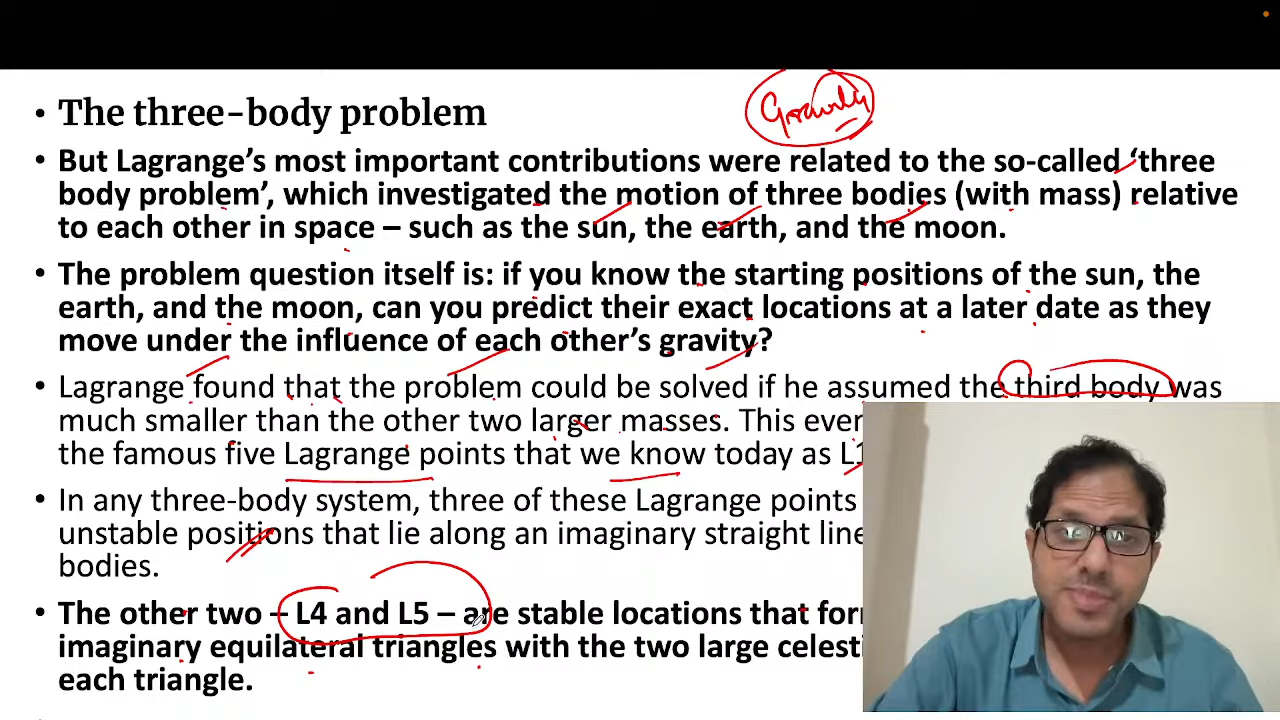 Gravity
• The three-body problem
• But Lagrange’s most important contributions were related to the so-called ‘three
body problem’, which investigated the motion of three bodies (with mass) relative
to each other in space – such as the sun, the earth, and the moon.
• The problem question itself is: if you know the starting positions of the sun, the
earth, and the moon, can you predict their exact locations at a later date as they
move under the influence of each other’s gravity?
• Lagrange found that the problem could be solved if he assumed the third body was
much smaller than the other two larger masses. This
the famous five Lagrange points that we know today as
• In any three-body system, three of these Lagrange points
unstable positions that lie along an imaginary straight line
bodies.
• The other two – L4 and L5 – are stable locations that
imaginary equilateral triangles with the two large
each triangle.